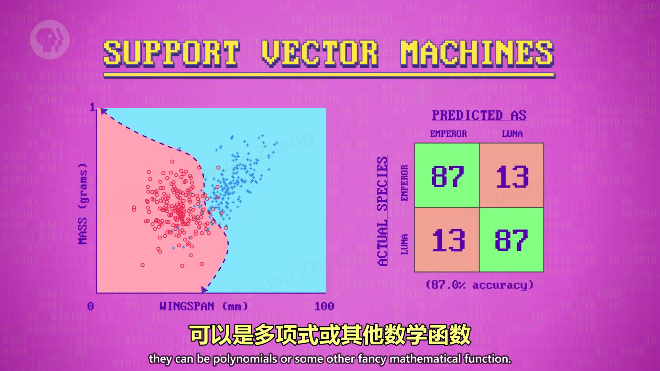 SUPPORT VECTOR MACHINES
1
MASS (grams)
0
WINGSPAN (mm)
100
PREDICTED AS
EMPEROR
LUNA
ACTUAL SPECIES
EMPEROR
87
13
LUNA
13
87
(87.0% accuracy)
可以是多项式或其他数学函数
they can be polynomials or some other fancy mathematical function.